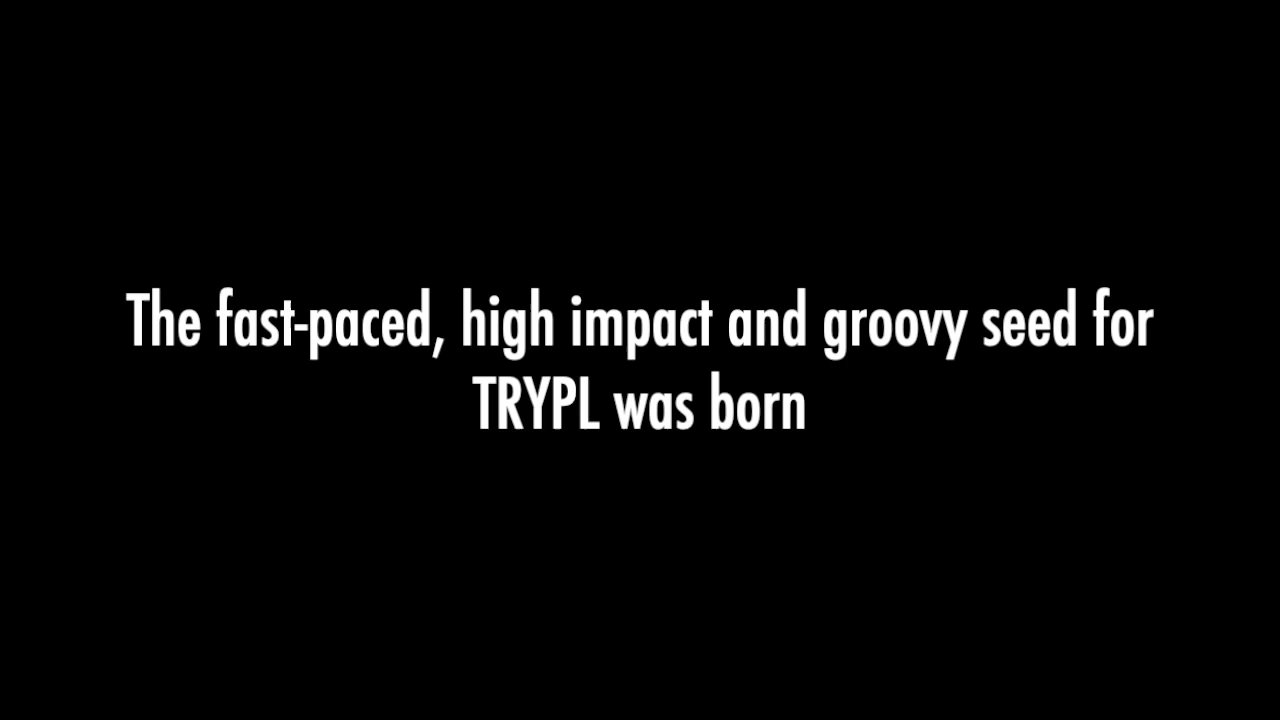 The fast-paced, high impact and groovy seed for
TRYPL was born